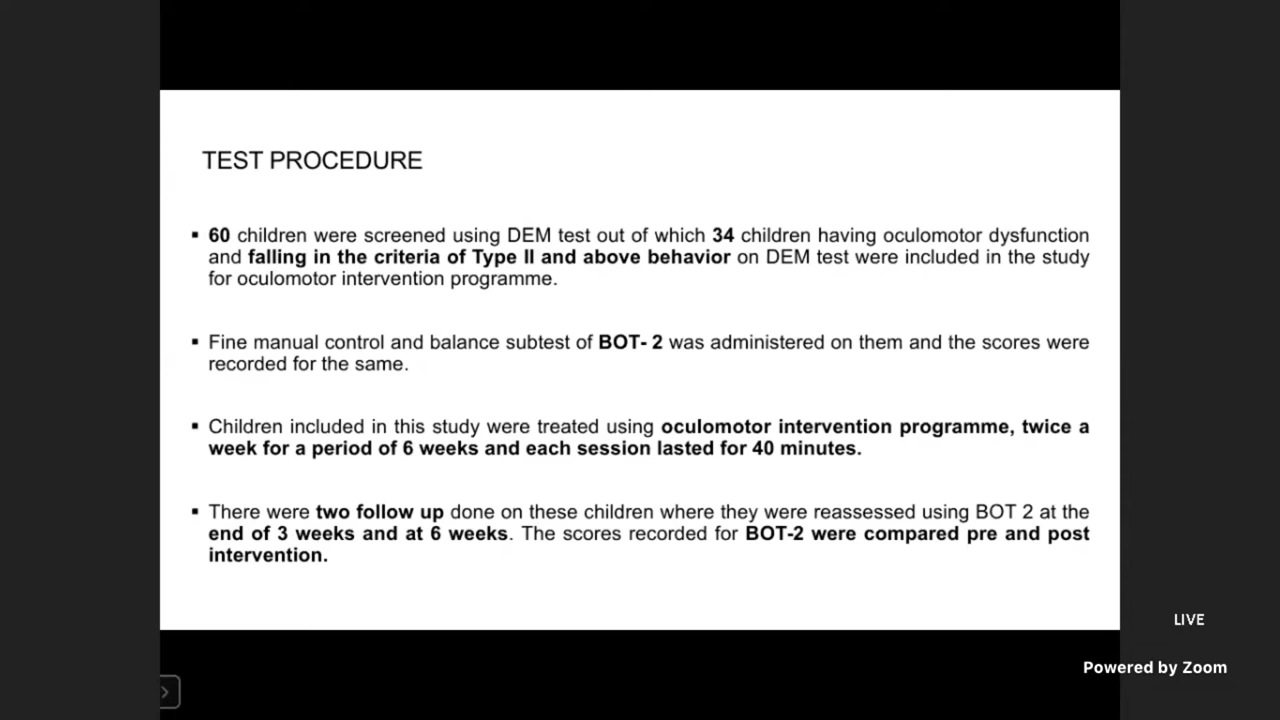 TEST PROCEDURE
▪ 60 children were screened using DEM test out of which 34 children having oculomotor dysfunction
and falling in the criteria of Type II and above behavior on DEM test were included in the study
for oculomotor intervention programme.
▪ Fine manual control and balance subtest of BOT- 2 was administered on them and the scores were
recorded for the same.
▪ Children included in this study were treated using oculomotor intervention programme, twice a
week for a period of 6 weeks and each session lasted for 40 minutes.
▪ There were two follow up done on these children where they were reassessed using BOT 2 at the
end of 3 weeks and at 6 weeks. The scores recorded for BOT-2 were compared pre and post
intervention.
LIVE
Powered by Zoom